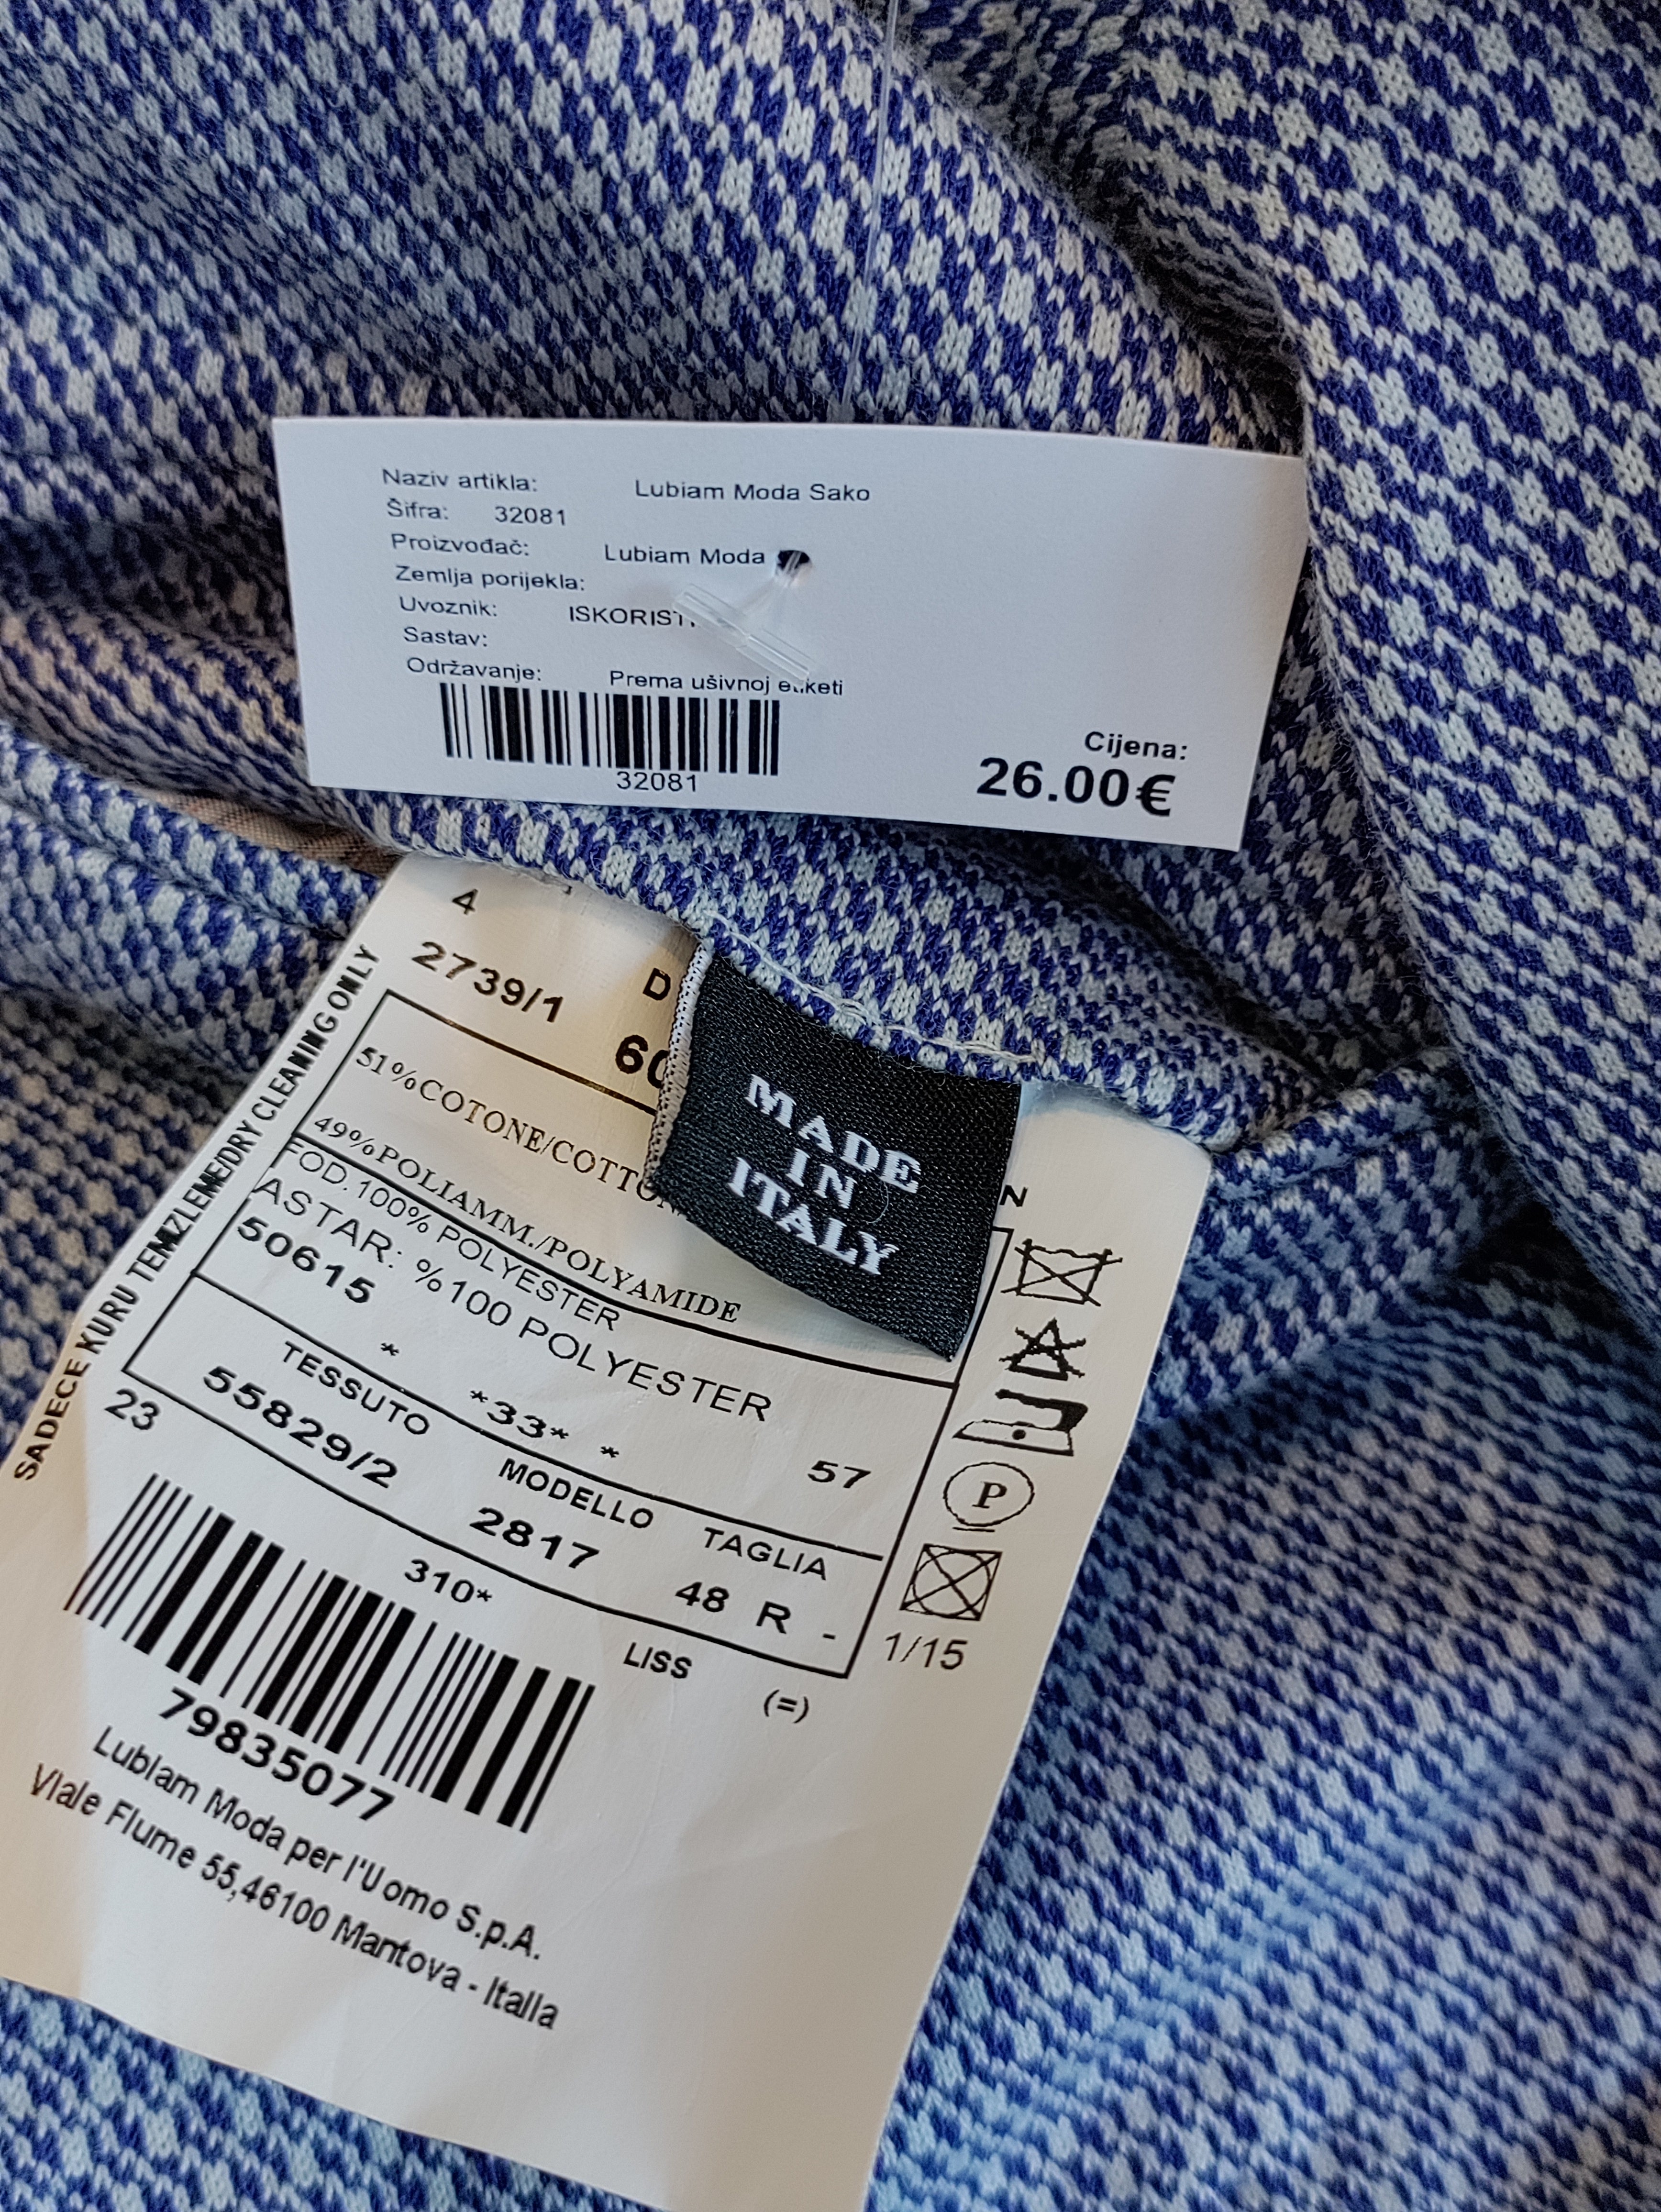 Naziv artikla: Lubiam Moda Sako
Šifra: 32081
Proizvođač: Lubiam Moda
Zemlja porijekla:
Uvoznik:
Sastav:
Održavanje: Prema ušivnoj etiketi
32081
Cijena:
26.00€
MADE
IN
ITALY
4
2739/1 D
51%COTONE/COTTON
49%POLIAMM./POLYAMIDE
FOD.100% POLYESTER
ASTAR: %100 POLYESTER
50615
* *33* * 57
TESSUTO MODELLO TAGLIA
55829/2 2817 48 R -
23 310* LISS (=)
SADECE KURU TEMZLEME/DRY CLEANING ONLY
N
P
1/15
79835077
Lubiam Moda per l'Uomo S.p.A.
Viale Fiume 55,46100 Mantova - Italia